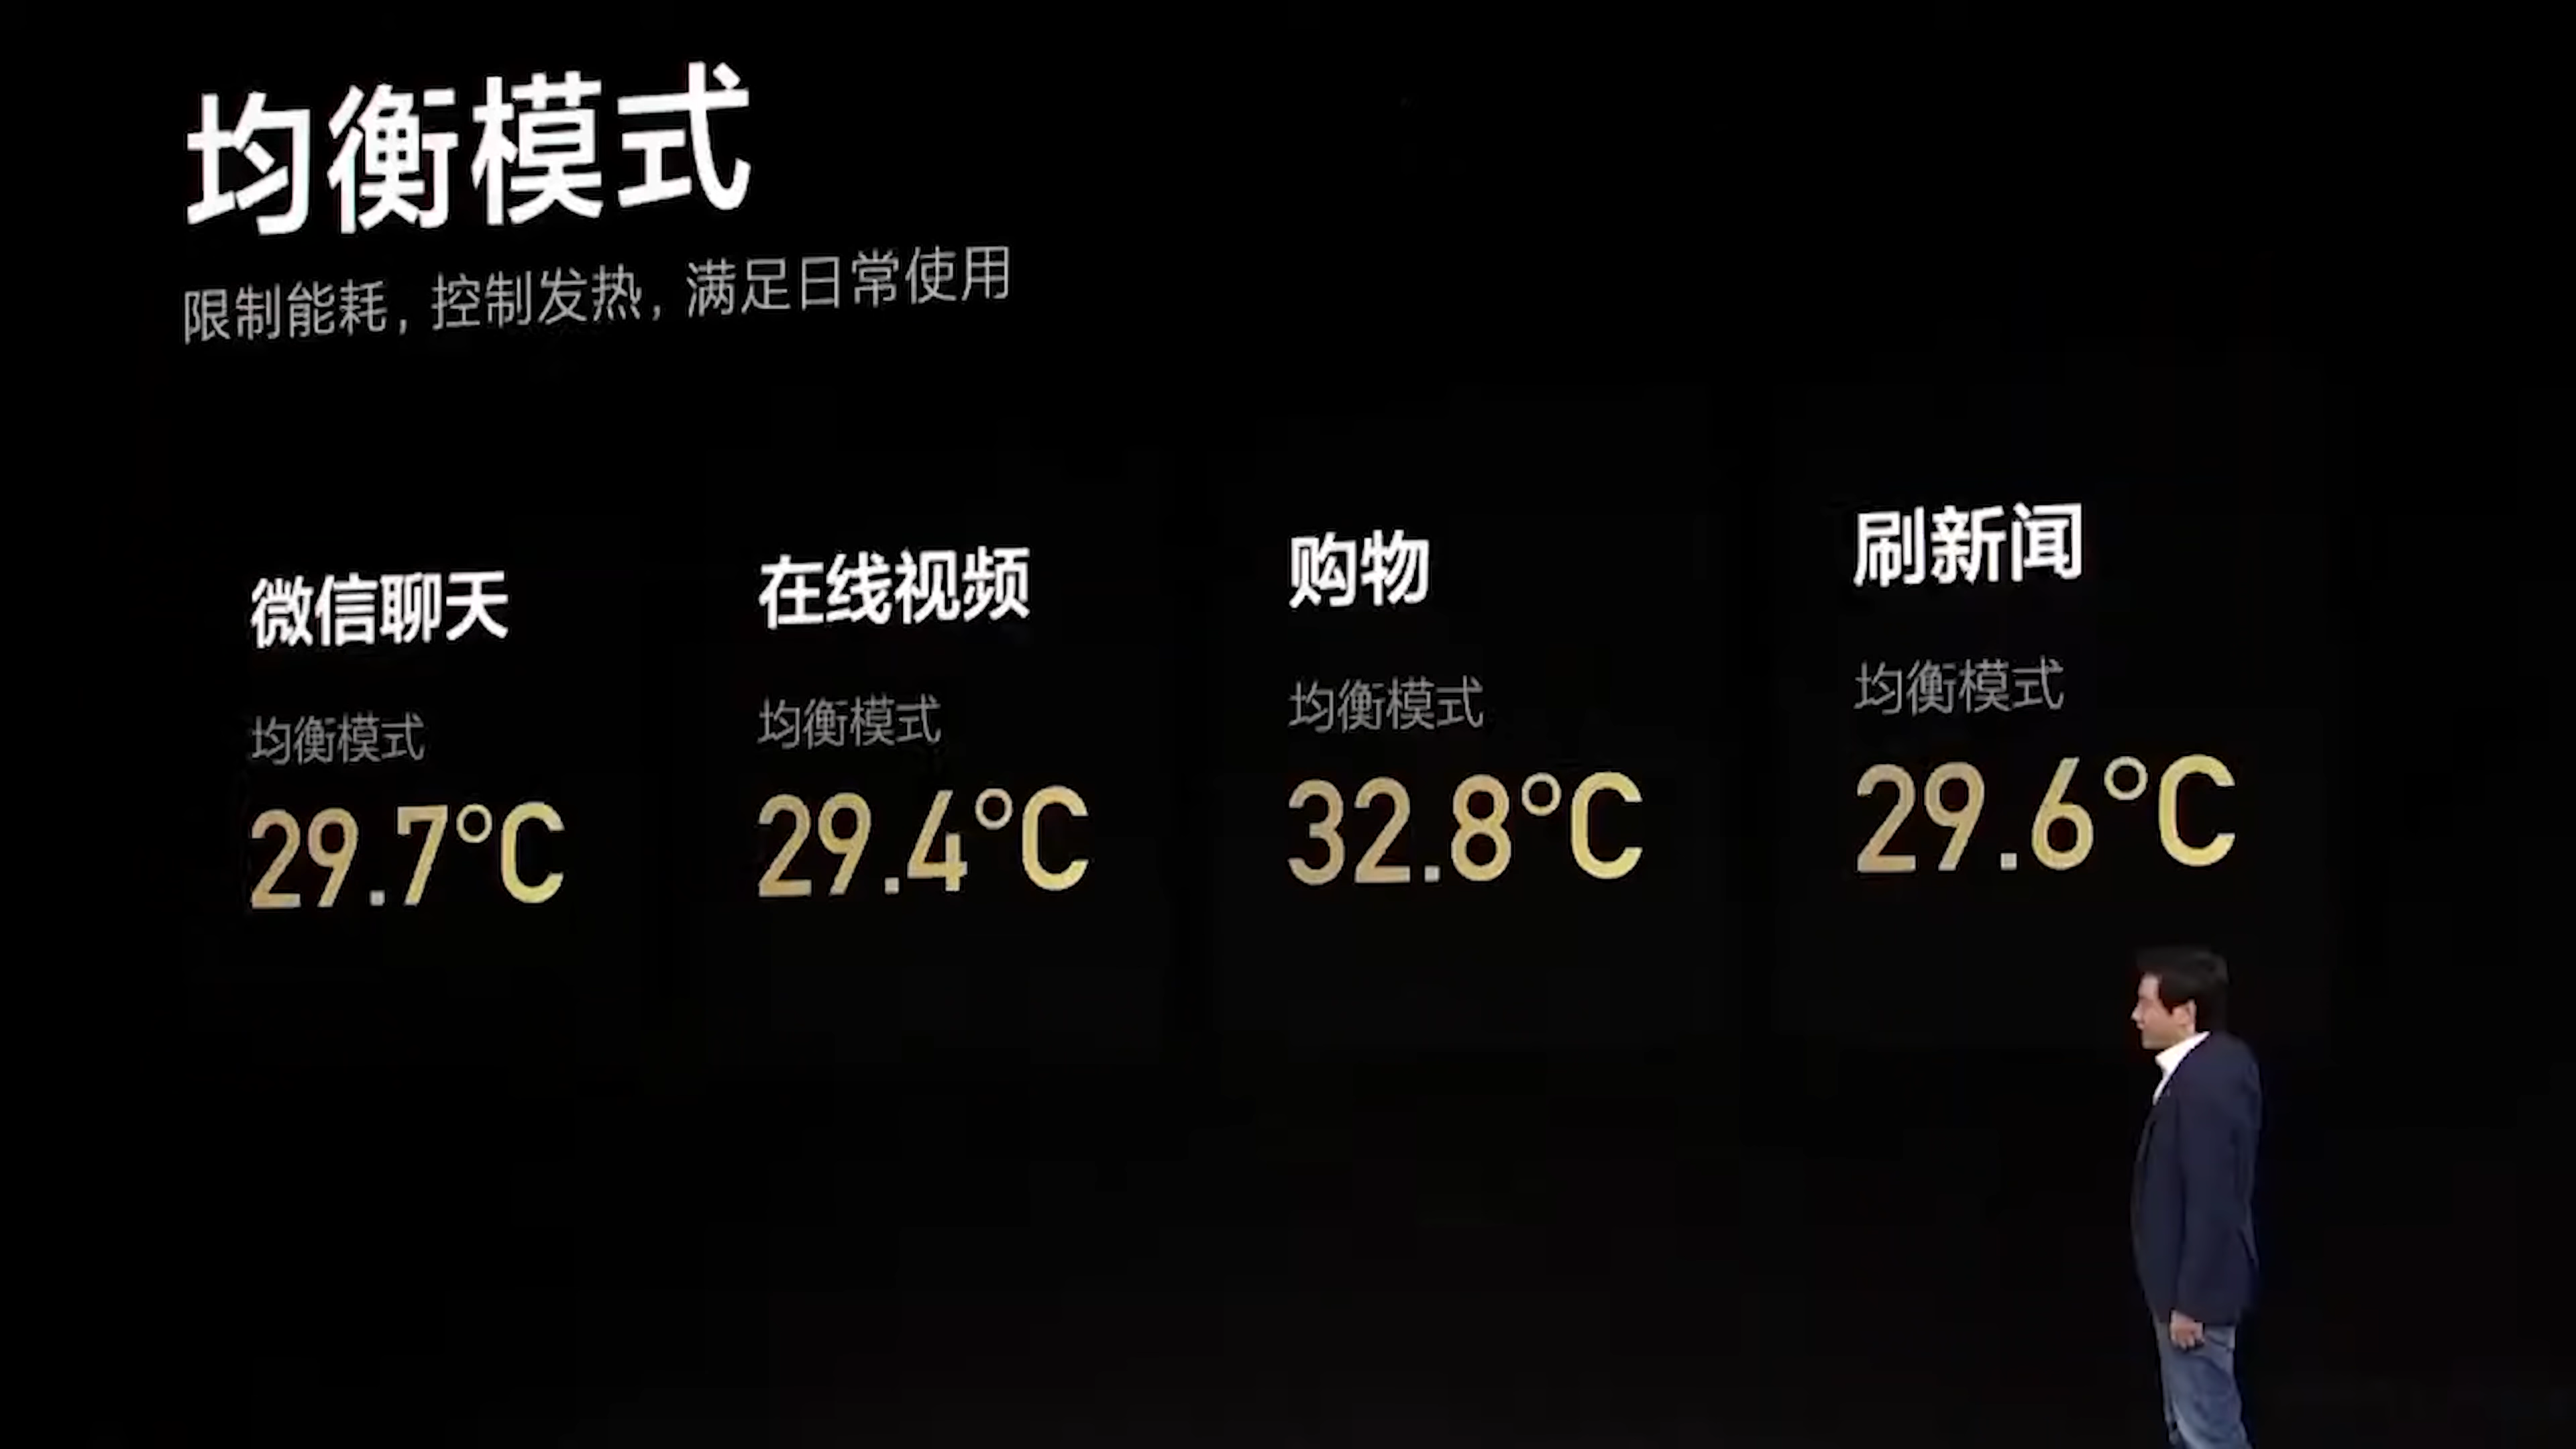 均衡模式
限制能耗，控制发热，满足日常使用
微信聊天
均衡模式
29.7°C
在线视频
均衡模式
29.4°C
购物
均衡模式
32.8°C
刷新闻
均衡模式
29.6°C